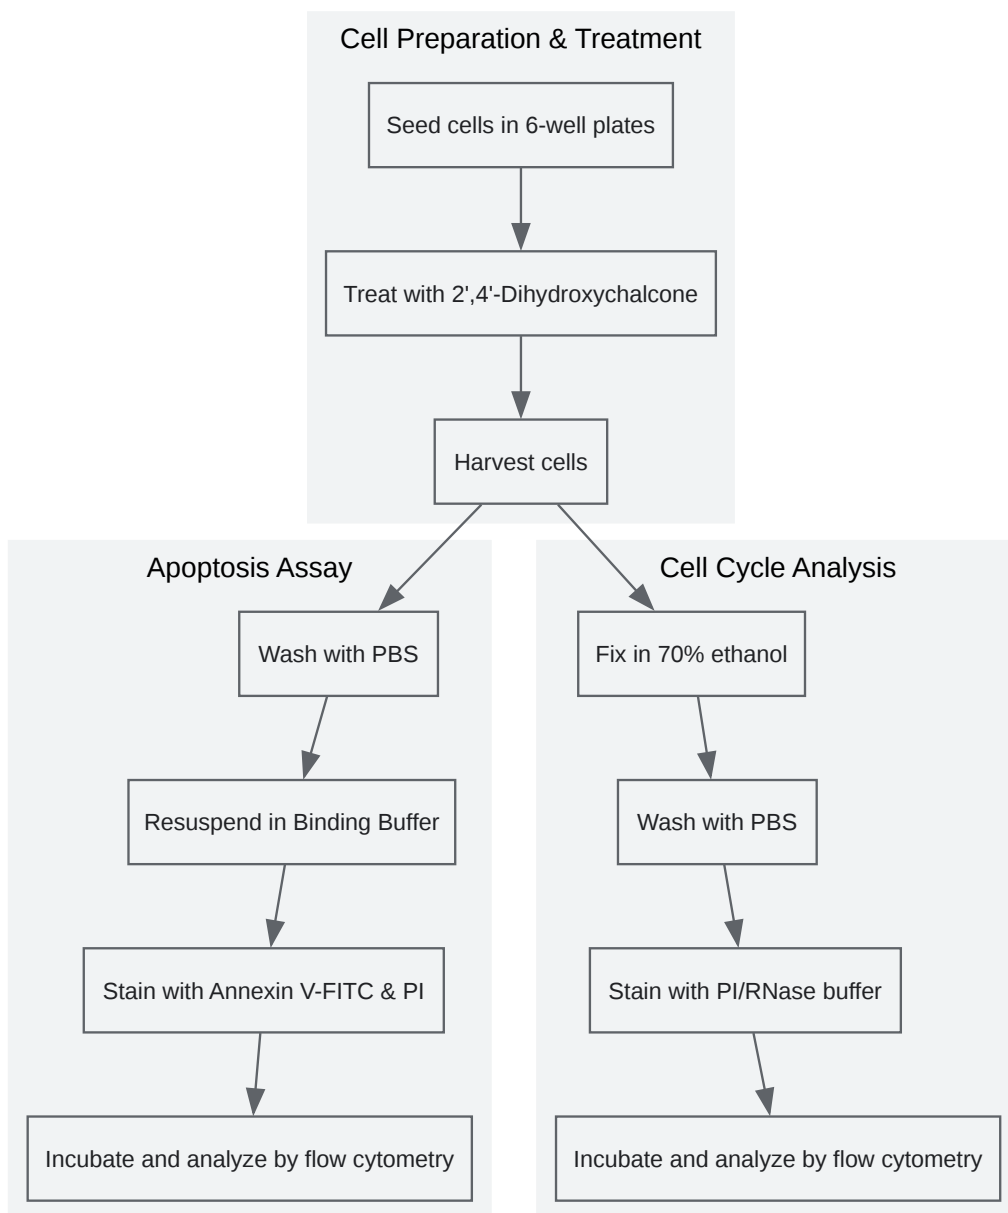 Cell Preparation & Treatment
Seed cells in 6-well plates
Treat with 2',4'-Dihydroxychalcone
Harvest cells
Apoptosis Assay
Wash with PBS
Resuspend in Binding Buffer
Stain with Annexin V-FITC & PI
Incubate and analyze by flow cytometry
Cell Cycle Analysis
Fix in 70% ethanol
Wash with PBS
Stain with PI/RNase buffer
Incubate and analyze by flow cytometry